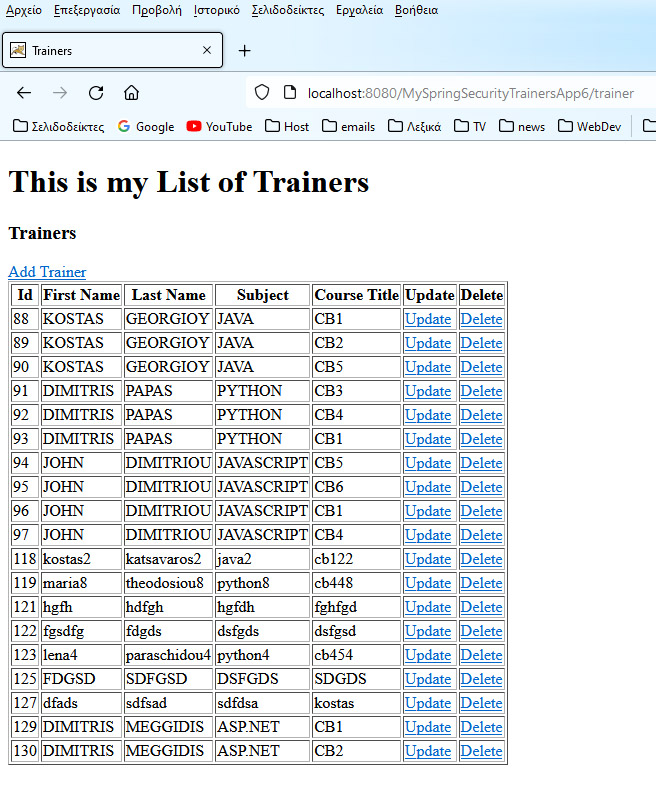 Αρχείο Επεξεργασία Προβολή Ιστορικό Σελιδοδείκτες Εργαλεία Βοήθεια
Trainers
localhost:8080/MySpringSecurityTrainersApp6/trainer
Σελιδοδείκτες Google YouTube Host emails Λεξικά TV news WebDev
This is my List of Trainers
Trainers
Add Trainer
Id First Name Last Name Subject Course Title Update Delete
88 KOSTAS GEORGIOY JAVA CB1 Update Delete
89 KOSTAS GEORGIOY JAVA CB2 Update Delete
90 KOSTAS GEORGIOY JAVA CB5 Update Delete
91 DIMITRIS PAPAS PYTHON CB3 Update Delete
92 DIMITRIS PAPAS PYTHON CB4 Update Delete
93 DIMITRIS PAPAS PYTHON CB1 Update Delete
94 JOHN DIMITRIOU JAVASCRIPT CB5 Update Delete
95 JOHN DIMITRIOU JAVASCRIPT CB6 Update Delete
96 JOHN DIMITRIOU JAVASCRIPT CB1 Update Delete
97 JOHN DIMITRIOU JAVASCRIPT CB4 Update Delete
118 kostas2 katsavaros2 java2 cb122 Update Delete
119 maria8 theodosiou8 python8 cb448 Update Delete
121 hgfh hdfgh hgfdh fghfgd Update Delete
122 fgsdfg fdgds dsfgds dsfgsd Update Delete
123 lena4 paraschidou4 python4 cb454 Update Delete
125 FDGSD SDFGSD DSFGDS SDGDS Update Delete
127 dfads sdfsad sdfdsa kostas Update Delete
129 DIMITRIS MEGGIDIS ASP.NET CB1 Update Delete
130 DIMITRIS MEGGIDIS ASP.NET CB2 Update Delete